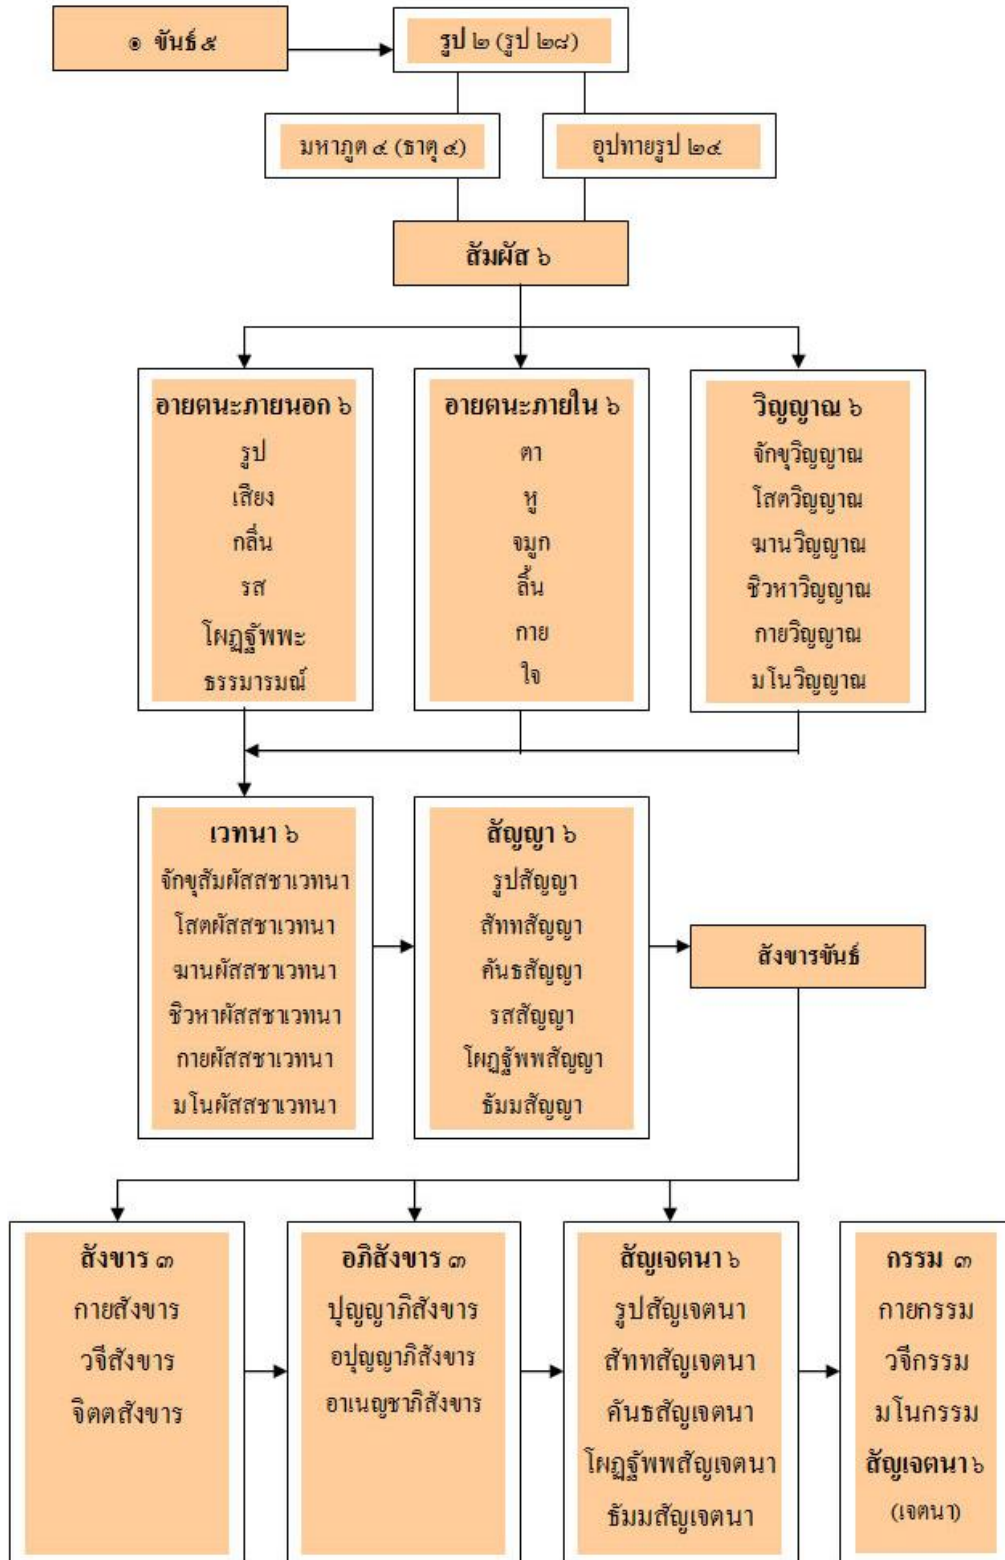 ๑ ขันธ์ ๕
รูป ๒ (รูป ๒๘)
มหาภูต ๔ (ธาตุ ๔)
อุปทายรูป ๒๔
สัมผัส ๖
อายตนะภายนอก ๖
รูป
เสียง
กลิ่น
รส
โผฏฐัพพะ
ธรรมารมณ์
อายตนะภายใน ๖
ตา
หู
จมูก
ลิ้น
กาย
ใจ
วิญญาณ ๖
จักขุวิญญาณ
โสตวิญญาณ
ฆานวิญญาณ
ชิวหาวิญญาณ
กายวิญญาณ
มโนวิญญาณ
เวทนา ๖
จักขุสัมผัสสชาเวทนา
โสตผัสสชาเวทนา
ฆานผัสสชาเวทนา
ชิวหาผัสสชาเวทนา
กายผัสสชาเวทนา
มโนผัสสชาเวทนา
สัญญา ๖
รูปสัญญา
สัททสัญญา
คันธสัญญา
รสสัญญา
โผฏฐัพพสัญญา
ธัมมสัญญา
สังขารขันธ์
สังขาร ๓
กายสังขาร
วจีสังขาร
จิตตสังขาร
อภิสังขาร ๓
ปุญญาภิสังขาร
อปุญญาภิสังขาร
อาเนญชาภิสังขาร
สัญเจตนา ๖
รูปสัญเจตนา
สัททสัญเจตนา
คันธสัญเจตนา
โผฏฐัพพสัญเจตนา
ธัมมสัญเจตนา
กรรม ๓
กายกรรม
วจีกรรม
มโนกรรม
สัญเจตนา ๖
(เจตนา)